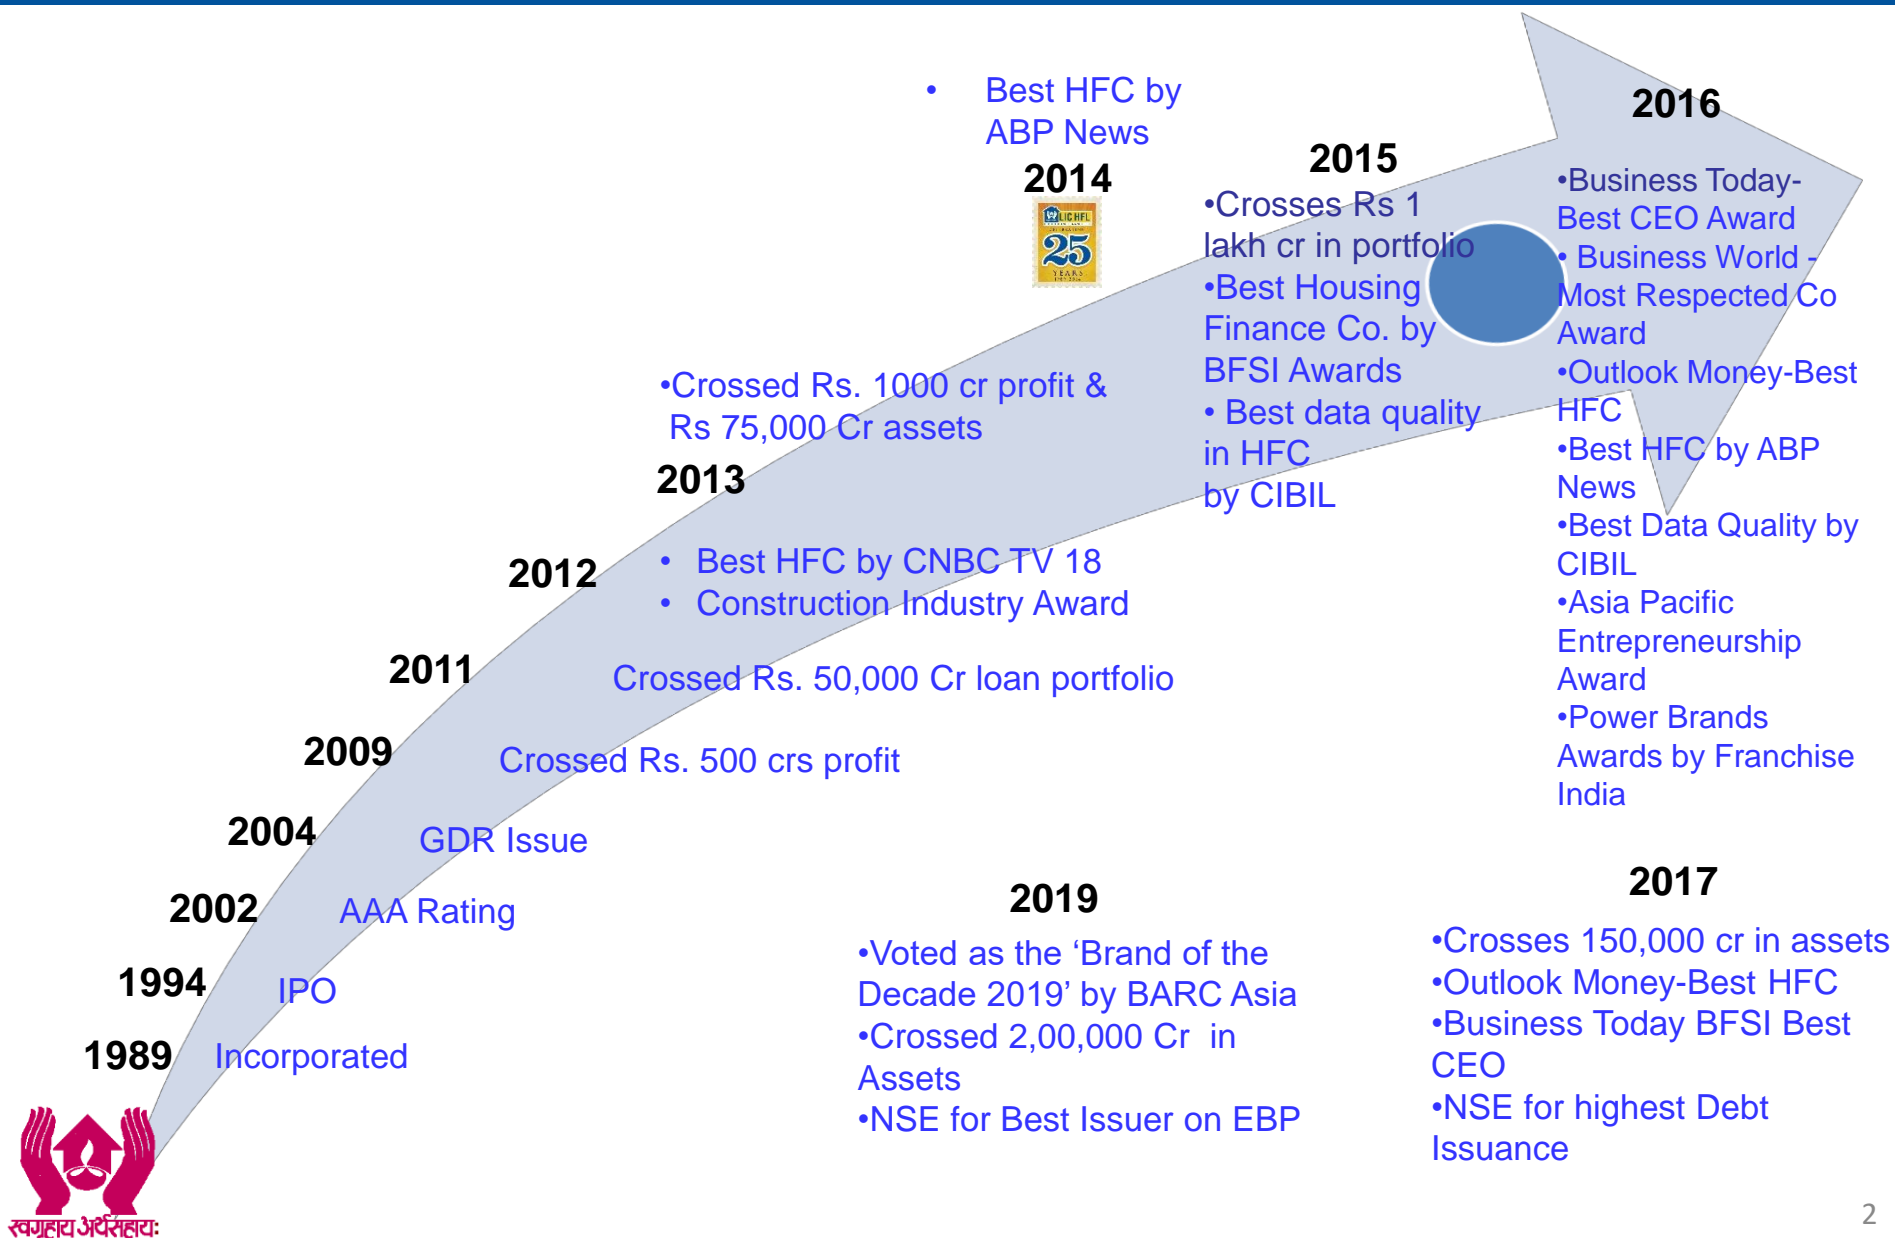 • Best HFC by
ABP News
2014
LIC HFL
25
YEARS
2015
•Crosses Rs 1
lakh cr in portfolio
•Best Housing
Finance Co. by
BFSI Awards
• Best data quality
in HFC
by CIBIL
2016
•Business Today-
Best CEO Award
• Business World -
Most Respected Co
Award
•Outlook Money-Best
HFC
•Best HFC by ABP
News
•Best Data Quality by
CIBIL
•Asia Pacific
Entrepreneurship
Award
•Power Brands
Awards by Franchise
India
•Crossed Rs. 1000 cr profit &
Rs 75,000 Cr assets
2013
2012
• Best HFC by CNBC TV 18
• Construction Industry Award
2011
Crossed Rs. 50,000 Cr loan portfolio
2009
Crossed Rs. 500 crs profit
2004
GDR Issue
2002
AAA Rating
1994
IPO
1989
Incorporated
2019
•Voted as the ‘Brand of the
Decade 2019’ by BARC Asia
•Crossed 2,00,000 Cr  in
Assets
•NSE for Best Issuer on EBP
2017
•Crosses 150,000 cr in assets
•Outlook Money-Best HFC
•Business Today BFSI Best
CEO
•NSE for highest Debt
Issuance
स्वगृहाय अर्थसहाय:
2